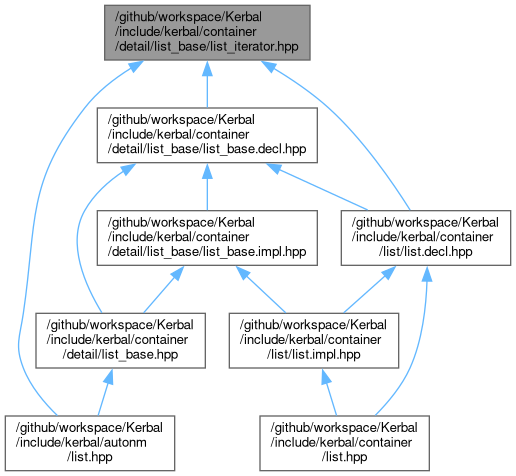 /github/workspace/Kerbal
/include/kerbal/container
/detail/list_base/list_iterator.hpp
/github/workspace/Kerbal
/include/kerbal/container
/detail/list_base/list_base.decl.hpp
/github/workspace/Kerbal
/include/kerbal/container
/detail/list_base/list_base.impl.hpp
/github/workspace/Kerbal
/include/kerbal/container
/list/list.decl.hpp
/github/workspace/Kerbal
/include/kerbal/container
/detail/list_base.hpp
/github/workspace/Kerbal
/include/kerbal/container
/list/list.impl.hpp
/github/workspace/Kerbal
/include/kerbal/autonm
/list.hpp
/github/workspace/Kerbal
/include/kerbal/container
/list.hpp